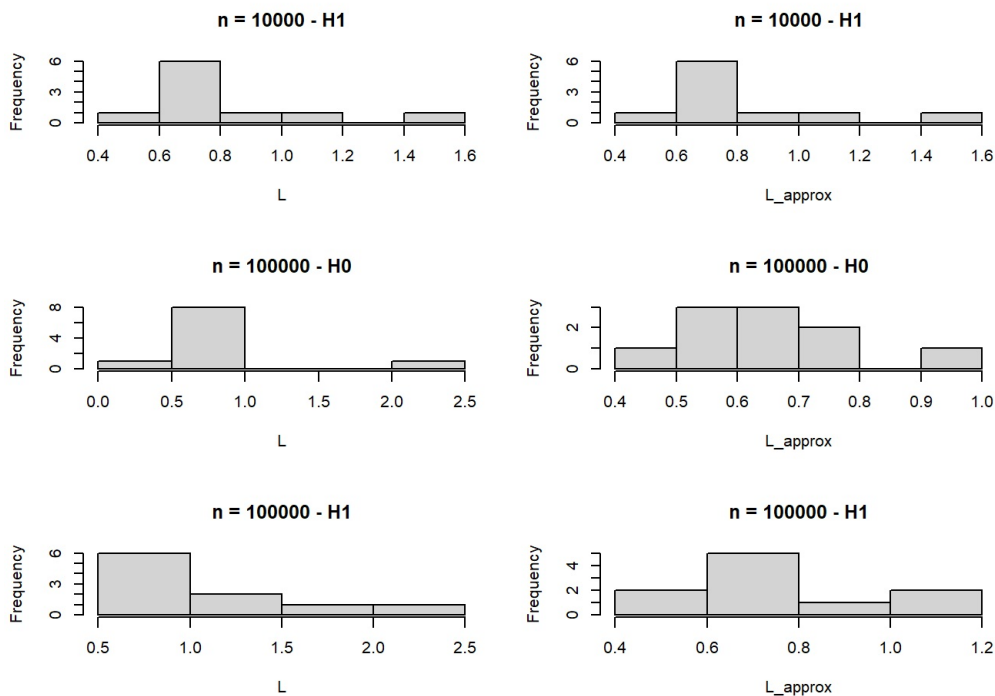 n = 10000 - H1
Frequency
0 3 6
0.4 0.6 0.8 1.0 1.2 1.4 1.6
L
n = 10000 - H1
Frequency
0 3 6
0.4 0.6 0.8 1.0 1.2 1.4 1.6
L_approx
n = 100000 - H0
Frequency
0 4 8
0.0 0.5 1.0 1.5 2.0 2.5
L
n = 100000 - H0
Frequency
0 2
0.4 0.5 0.6 0.7 0.8 0.9 1.0
L_approx
n = 100000 - H1
Frequency
0 3 6
0.5 1.0 1.5 2.0 2.5
L
n = 100000 - H1
Frequency
0 2 4
0.4 0.6 0.8 1.0 1.2
L_approx